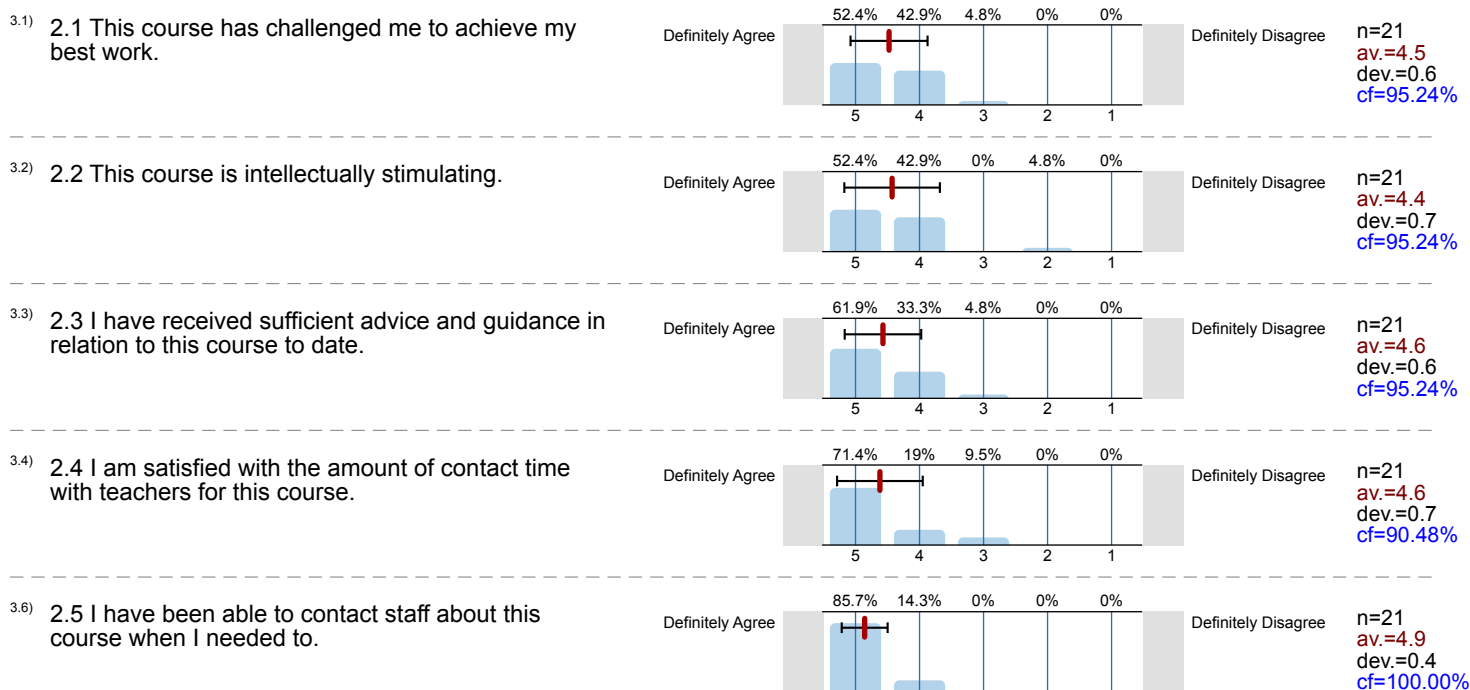 3.1) 2.1 This course has challenged me to achieve my
best work.
Definitely Agree
52.4% 42.9% 4.8% 0% 0%
5 4 3 2 1
Definitely Disagree
n=21
av.=4.5
dev.=0.6
cf=95.24%
3.2) 2.2 This course is intellectually stimulating.
Definitely Agree
52.4% 42.9% 0% 4.8% 0%
5 4 3 2 1
Definitely Disagree
n=21
av.=4.4
dev.=0.7
cf=95.24%
3.3) 2.3 I have received sufficient advice and guidance in
relation to this course to date.
Definitely Agree
61.9% 33.3% 4.8% 0% 0%
5 4 3 2 1
Definitely Disagree
n=21
av.=4.6
dev.=0.6
cf=95.24%
3.4) 2.4 I am satisfied with the amount of contact time
with teachers for this course.
Definitely Agree
71.4% 19% 9.5% 0% 0%
5 4 3 2 1
Definitely Disagree
n=21
av.=4.6
dev.=0.7
cf=90.48%
3.6) 2.5 I have been able to contact staff about this
course when I needed to.
Definitely Agree
85.7% 14.3% 0% 0% 0%
Definitely Disagree
n=21
av.=4.9
dev.=0.4
cf=100.00%